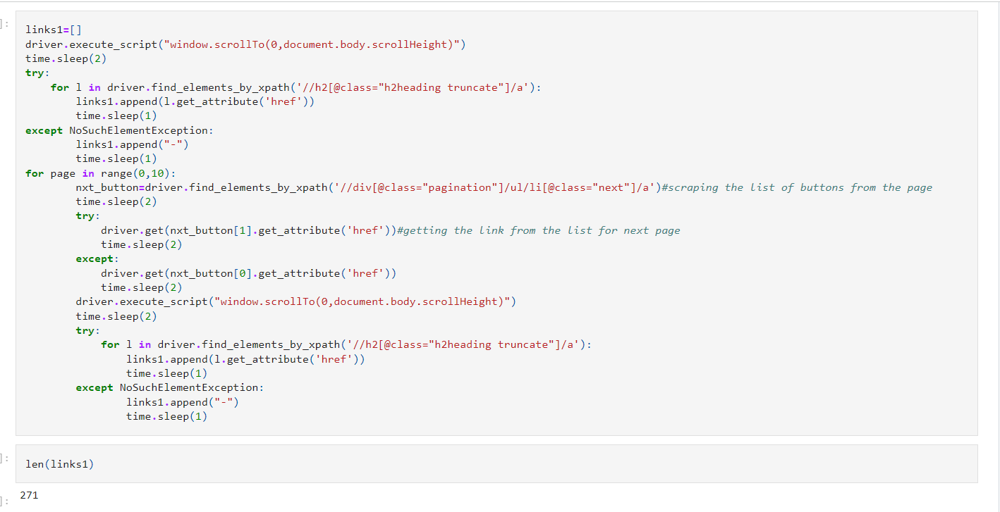 ]:
links1=[]
driver.execute_script("window.scrollTo(0,document.body.scrollHeight)")
time.sleep(2)
try:
    for l in driver.find_elements_by_xpath('//h2[@class="h2heading truncate"]/a'):
        links1.append(l.get_attribute('href'))
        time.sleep(1)
except NoSuchElementException:
        links1.append("-")
        time.sleep(1)
for page in range(0,10):
        nxt_button=driver.find_elements_by_xpath('//div[@class="pagination"]/ul/li[@class="next"]/a')#scraping the list of buttons from the page
        time.sleep(2)
        try:
            driver.get(nxt_button[1].get_attribute('href'))#getting the link from the list for next page
            time.sleep(2)
        except:
            driver.get(nxt_button[0].get_attribute('href'))
            time.sleep(2)
        driver.execute_script("window.scrollTo(0,document.body.scrollHeight)")
        time.sleep(2)
        try:
            for l in driver.find_elements_by_xpath('//h2[@class="h2heading truncate"]/a'):
                links1.append(l.get_attribute('href'))
                time.sleep(1)
        except NoSuchElementException:
                links1.append("-")
                time.sleep(1)
]:
len(links1)
271
]: